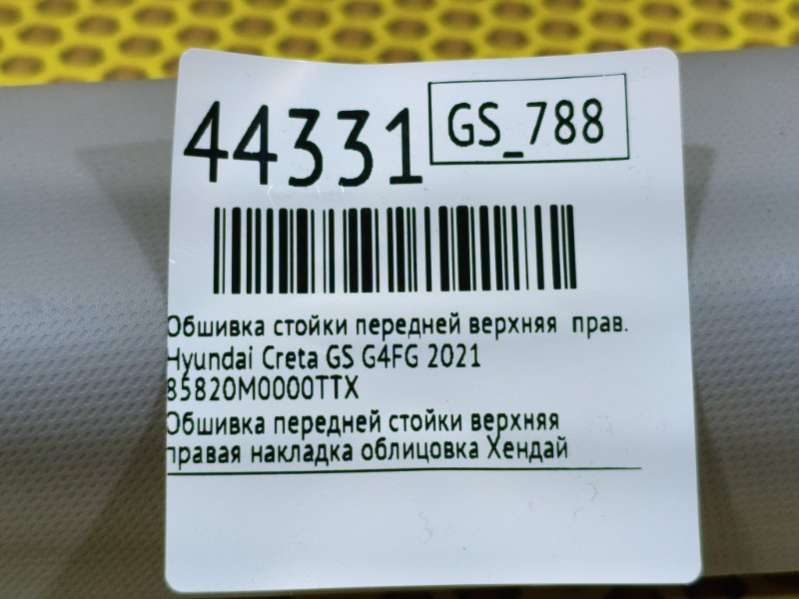 44331
GS_788
Обшивка стойки передней верхняя прав.
Hyundai Creta GS G4FG 2021
85820M0000TTX
Обшивка передней стойки верхняя
правая накладка облицовка Хендай